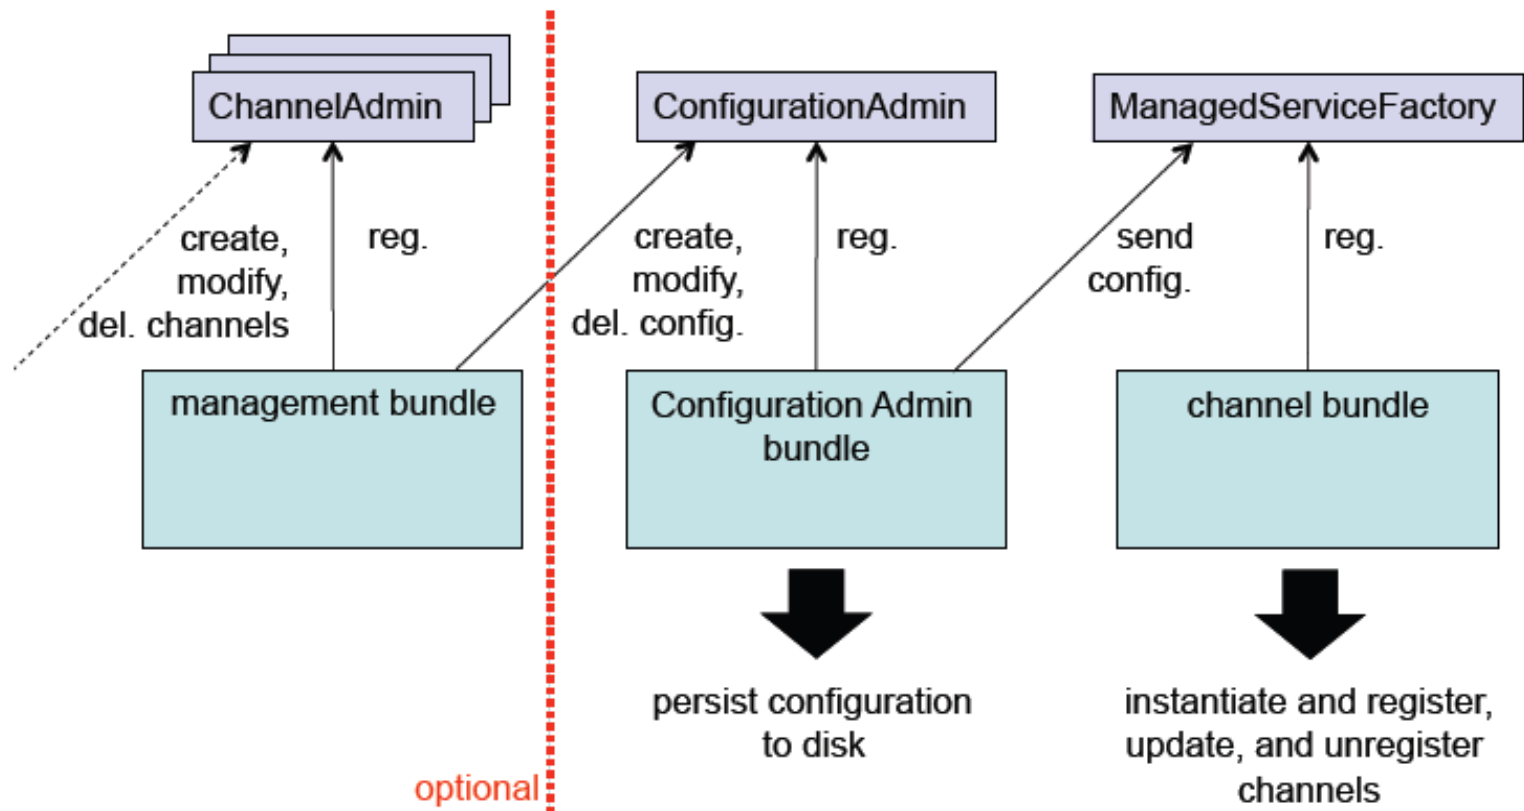 ChannelAdmin
ConfigurationAdmin
ManagedServiceFactory
create,
modify,
del. channels
reg.
create,
modify,
del. config.
reg.
send
config.
reg.
management bundle
Configuration Admin
bundle
channel bundle
persist configuration
to disk
instantiate and register,
update, and unregister
channels
optional